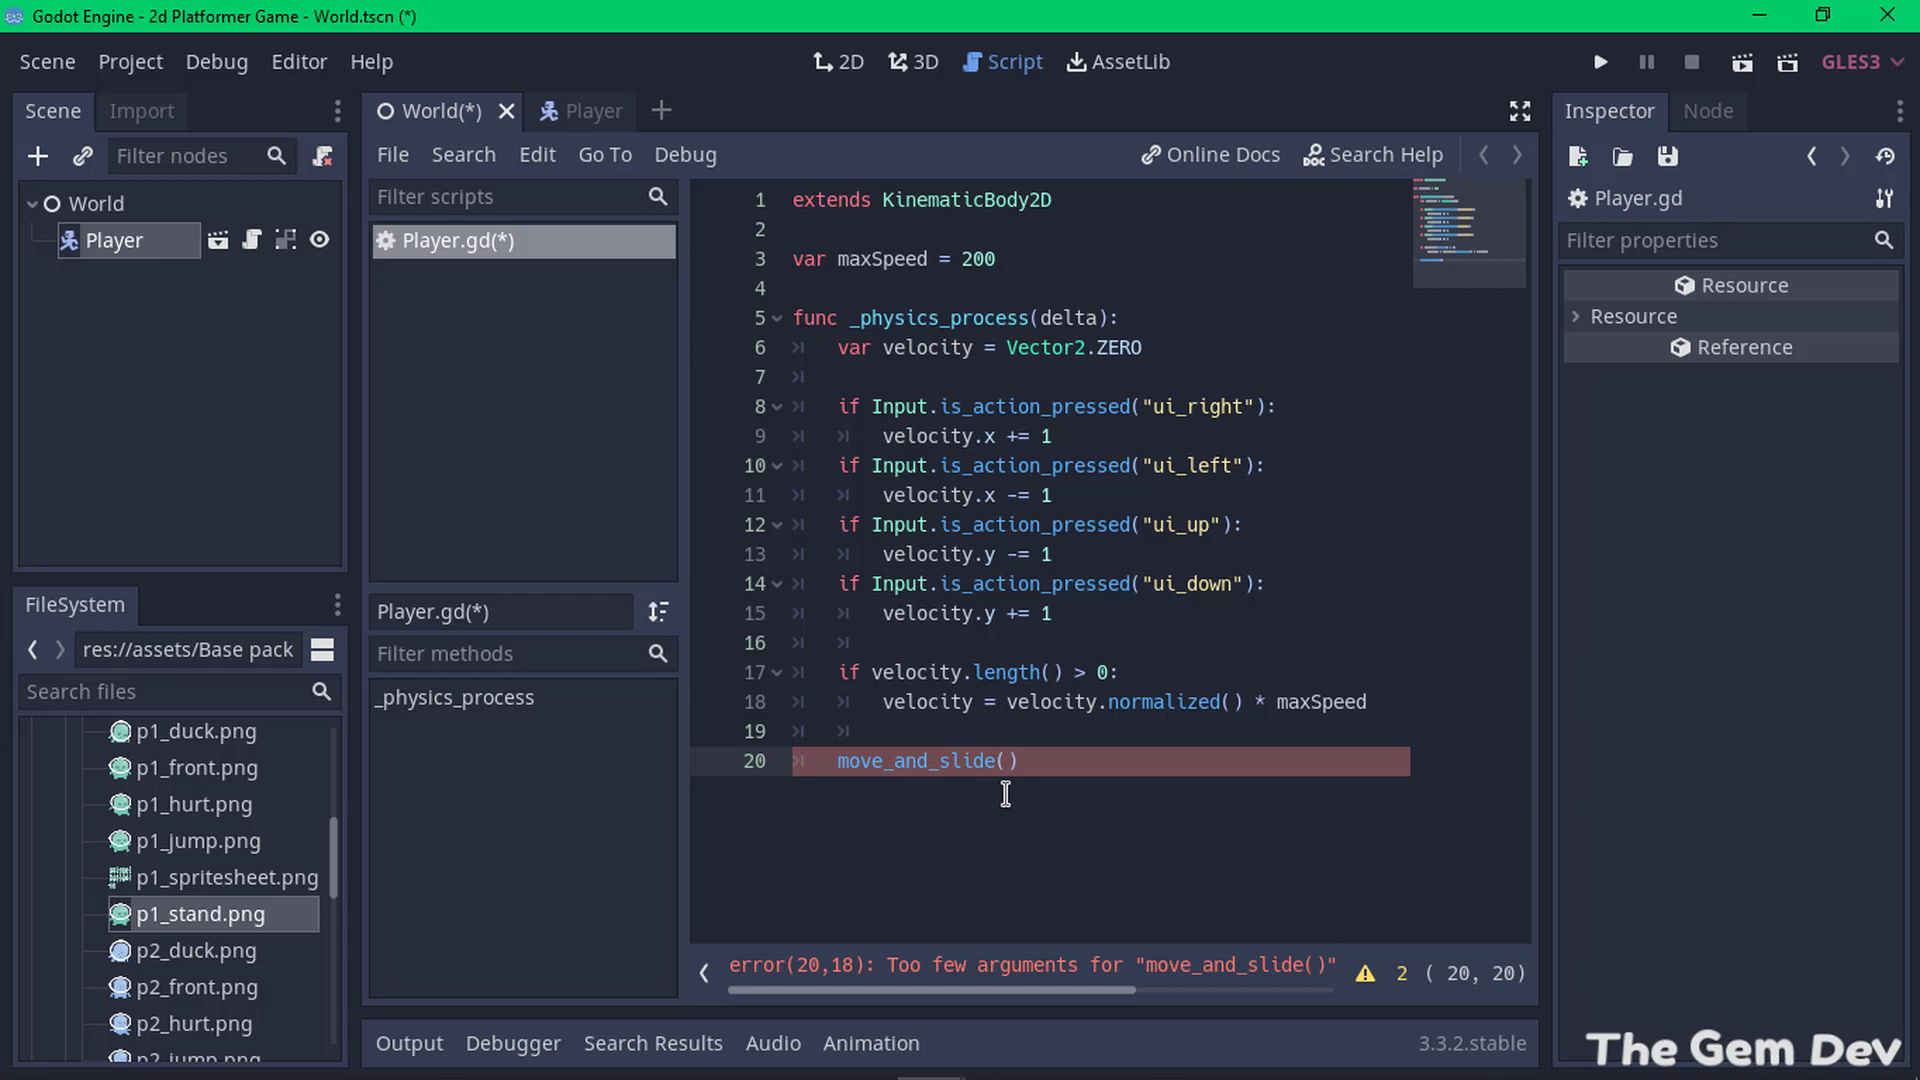 Godot Engine - 2d Platformer Game - World.tscn (*)
Scene Project Debug Editor Help
2D 3D Script AssetLib
GLES3
Scene Import
Filter nodes
World
Player
FileSystem
res://assets/Base pack
Search files
p1_duck.png
p1_front.png
p1_hurt.png
p1_jump.png
p1_spritesheet.png
p1_stand.png
p2_duck.png
p2_front.png
p2_hurt.png
p2_jump.png
World(*) Player
File Search Edit Go To Debug
Online Docs Search Help
Filter scripts
Player.gd(*)
Player.gd(*)
Filter methods
_physics_process
1 extends KinematicBody2D
2
3 var maxSpeed = 200
4
5 func _physics_process(delta):
6 var velocity = Vector2.ZERO
7
8 if Input.is_action_pressed("ui_right"):
9 velocity.x += 1
10 if Input.is_action_pressed("ui_left"):
11 velocity.x -= 1
12 if Input.is_action_pressed("ui_up"):
13 velocity.y -= 1
14 if Input.is_action_pressed("ui_down"):
15 velocity.y += 1
16
17 if velocity.length() > 0:
18 velocity = velocity.normalized() * maxSpeed
19
20 move_and_slide()
error(20,18): Too few arguments for "move_and_slide()" 2 ( 20, 20)
Output Debugger Search Results Audio Animation 3.3.2.stable
Inspector Node
Player.gd
Filter properties
Resource
Resource
Reference
The Gem Dev